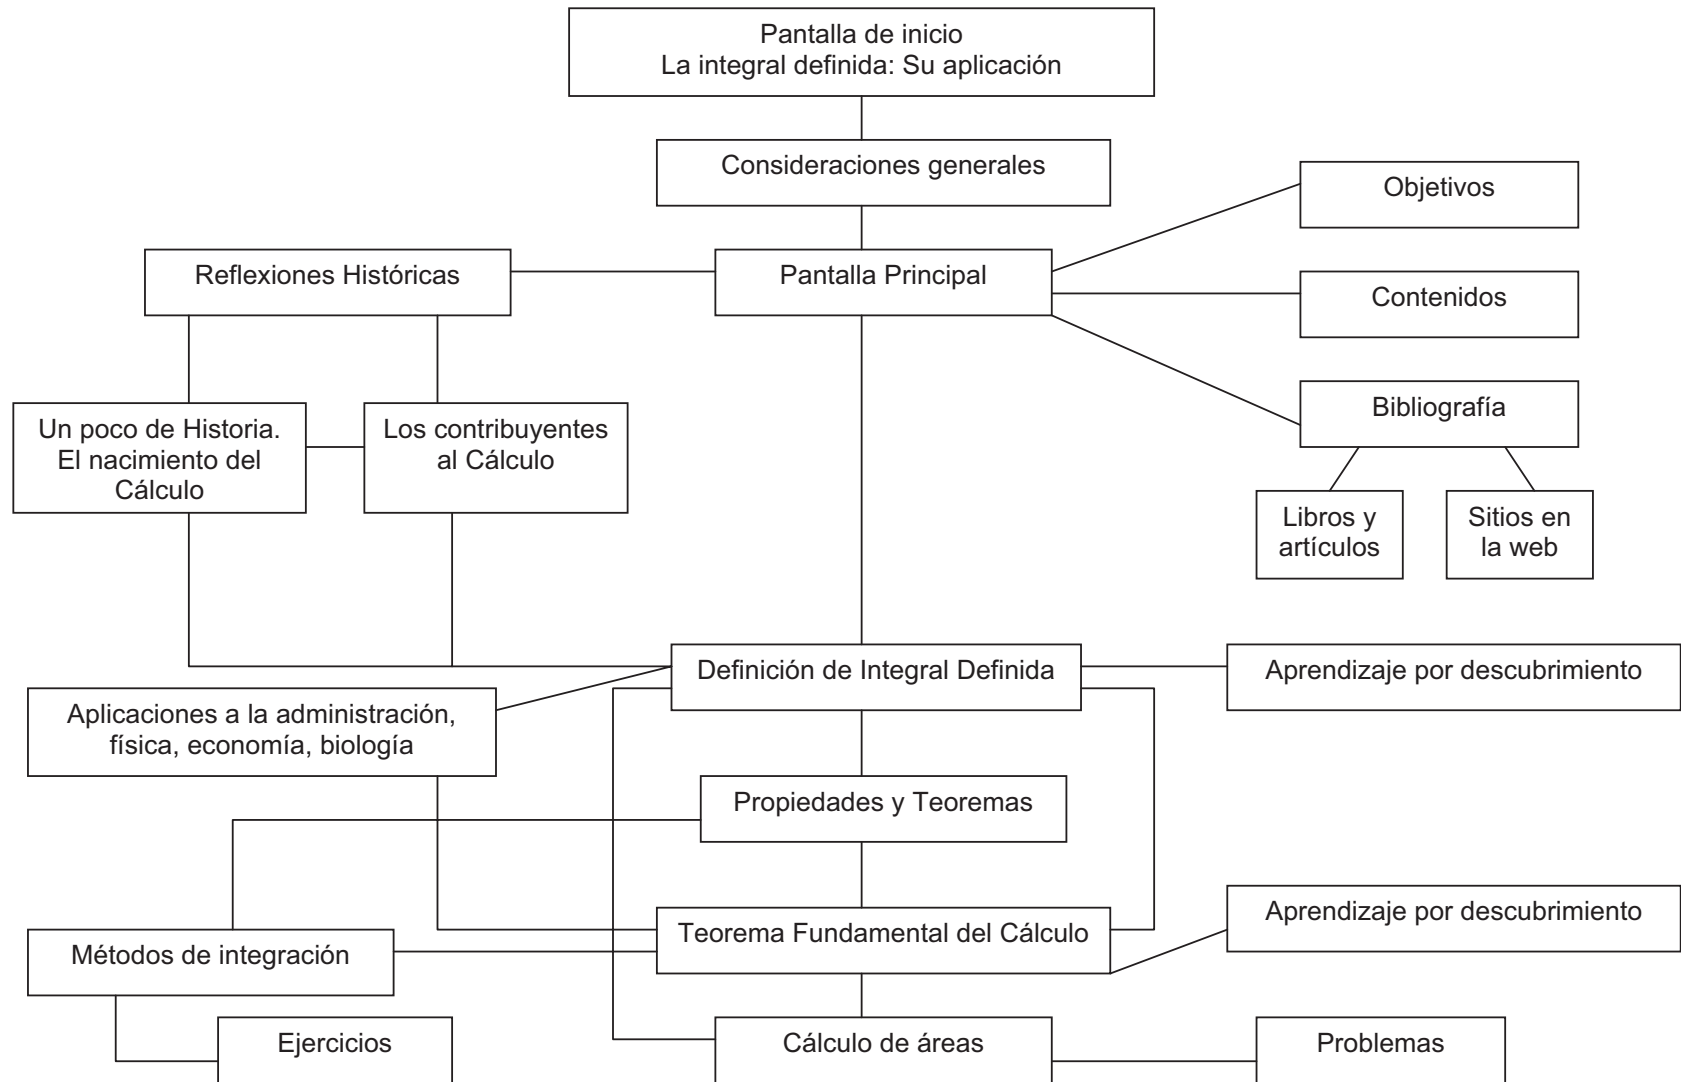 Pantalla de inicio
La integral definida: Su aplicación
Consideraciones generales
Objetivos
Reflexiones Históricas
Pantalla Principal
Contenidos
Bibliografía
Un poco de Historia.
El nacimiento del
Cálculo
Los contribuyentes
al Cálculo
Libros y
artículos
Sitios en
la web
Definición de Integral Definida
Aprendizaje por descubrimiento
Aplicaciones a la administración,
física, economía, biología
Propiedades y Teoremas
Teorema Fundamental del Cálculo
Aprendizaje por descubrimiento
Métodos de integración
Ejercicios
Cálculo de áreas
Problemas